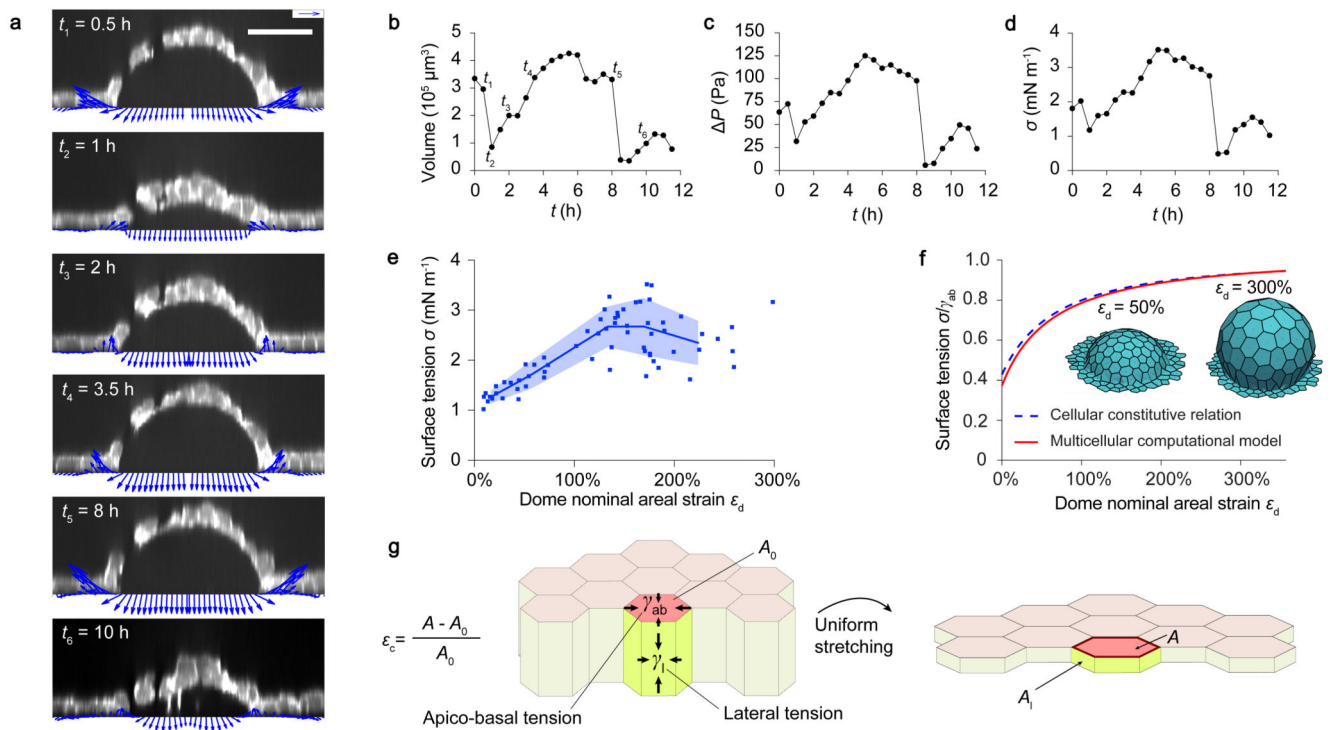 a
t1 = 0.5 h
t2 = 1 h
t3 = 2 h
t4 = 3.5 h
t5 = 8 h
t6 = 10 h
b
Volume (10⁵ µm³)
5
4
3
2
1
0
t1
t2
t3
t4
t5
t6
0 2 4 6 8 10 12
t (h)
c
ΔP (Pa)
150
125
100
75
50
25
0
0 2 4 6 8 10 12
t (h)
d
σ (mN m⁻¹)
4
3
2
1
0
0 2 4 6 8 10 12
t (h)
e
Surface tension σ (mN m⁻¹)
4
3
2
1
0
0% 100% 200% 300%
Dome nominal areal strain εd
f
Surface tension σ/γab
1.0
0.8
0.6
0.4
0.2
0
εd = 50%
εd = 300%
Cellular constitutive relation
Multicellular computational model
0% 100% 200% 300%
Dome nominal areal strain εd
g
εc = A - A0
A0
A0
γab
γl
Apico-basal tension
Lateral tension
Uniform
stretching
A
Al